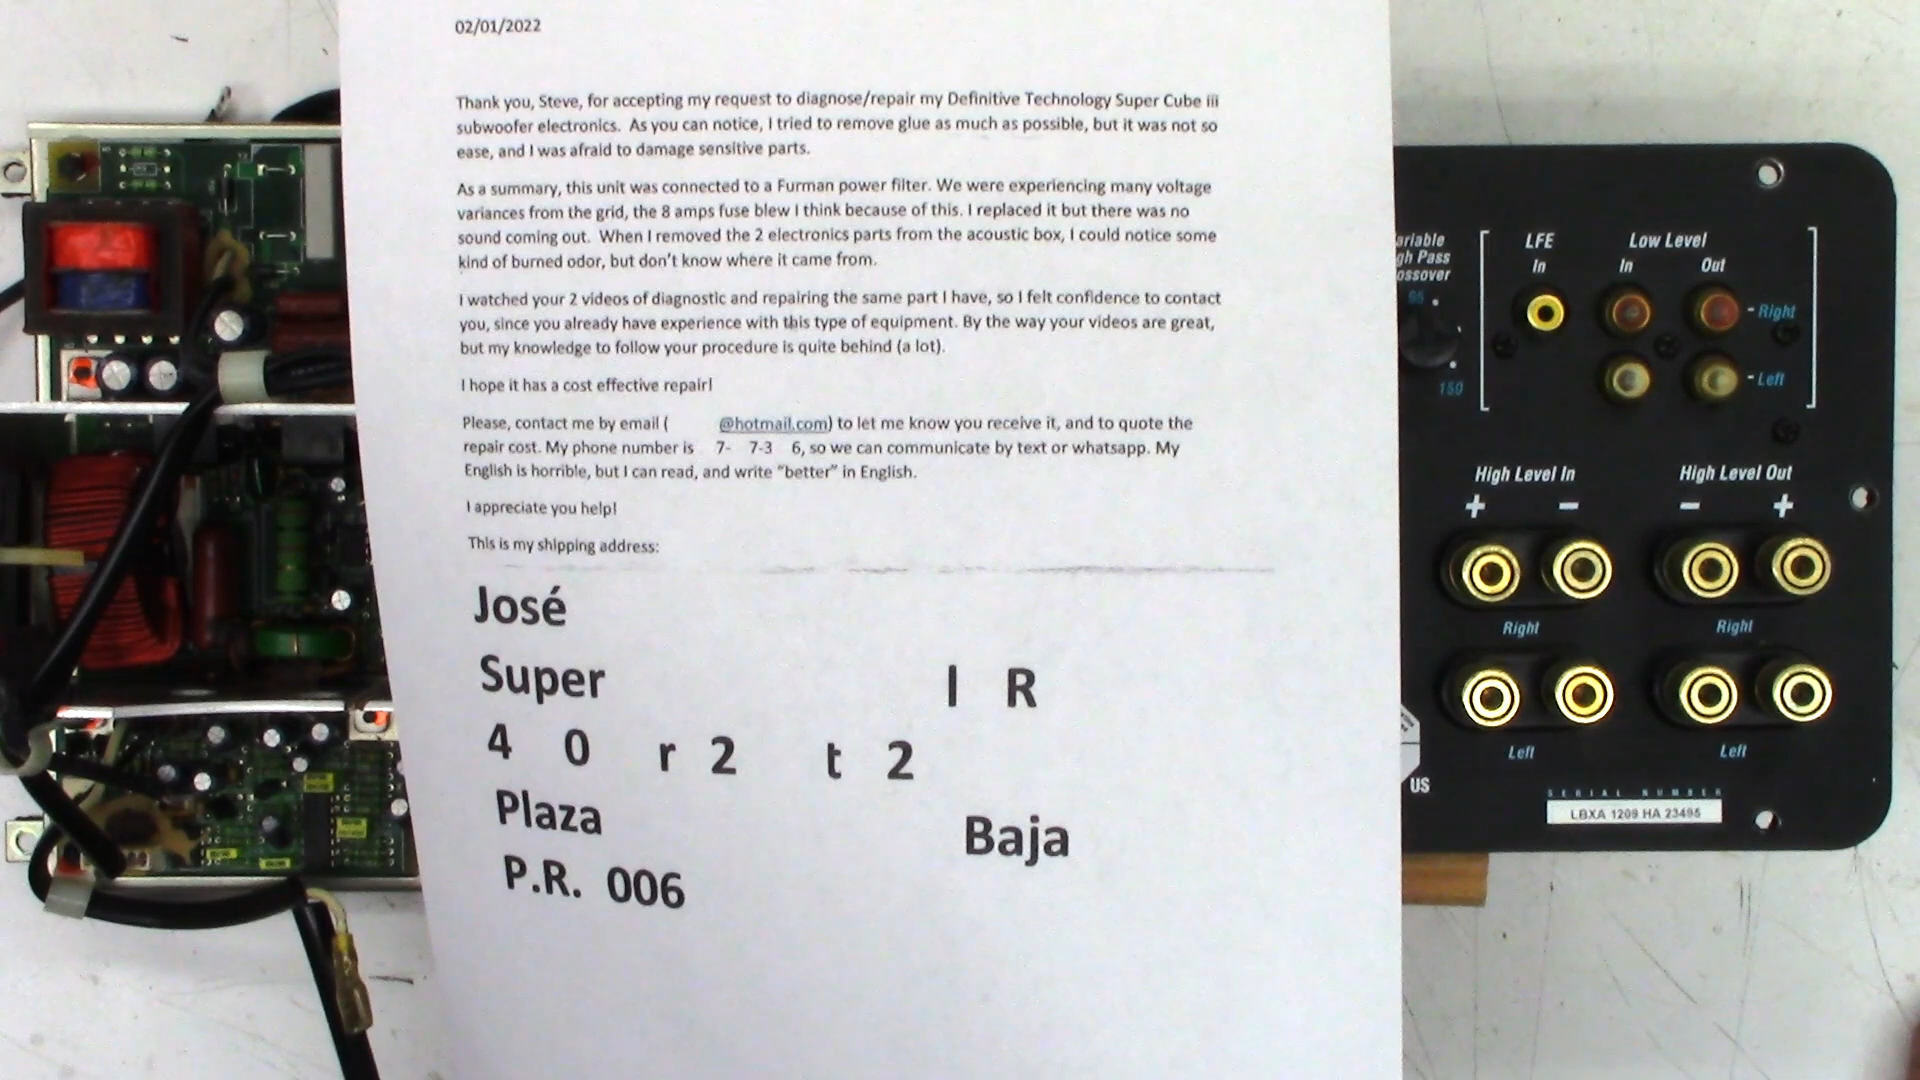 02/01/2022
Thank you, Steve, for accepting my request to diagnose/repair my Definitive Technology Super Cube iii
subwoofer electronics. As you can notice, I tried to remove glue as much as possible, but it was not so
ease, and I was afraid to damage sensitive parts.
As a summary, this unit was connected to a Furman power filter. We were experiencing many voltage
variances from the grid, the 8 amps fuse blew I think because of this. I replaced it but there was no
sound coming out. When I removed the 2 electronics parts from the acoustic box, I could notice some
kind of burned odor, but don't know where it came from.
I watched your 2 videos of diagnostic and repairing the same part I have, so I felt confidence to contact
you, since you already have experience with this type of equipment. By the way your videos are great,
but my knowledge to follow your procedure is quite behind (a lot).
I hope it has a cost effective repair!
Please, contact me by email ( @hotmail.com) to let me know you receive it, and to quote the
repair cost. My phone number is 7- 7-3 6, so we can communicate by text or whatsapp. My
English is horrible, but I can read, and write "better" in English.
I appreciate you help!
This is my shipping address:
José
Super I R
4 0 r 2 t 2
Plaza Baja
P.R. 006
ariable
gh Pass
ossover
150
LFE Low Level
In In Out
Right
Left
High Level In High Level Out
+ − − +
Right Right
Left Left
US
SERIAL NUMBER
LBXA 1209 HA 23495